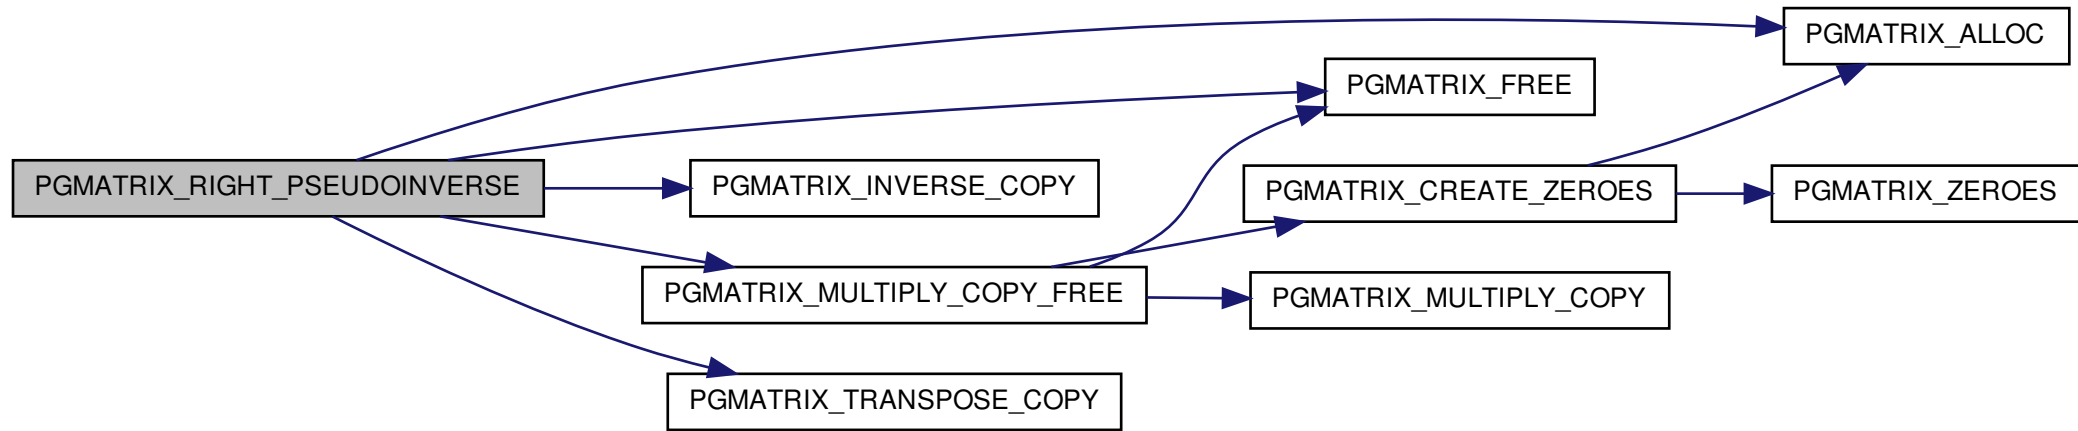 PGMATRIX_ALLOC
PGMATRIX_FREE
PGMATRIX_RIGHT_PSEUDOINVERSE
PGMATRIX_INVERSE_COPY
PGMATRIX_CREATE_ZEROES
PGMATRIX_ZEROES
PGMATRIX_MULTIPLY_COPY_FREE
PGMATRIX_MULTIPLY_COPY
PGMATRIX_TRANSPOSE_COPY